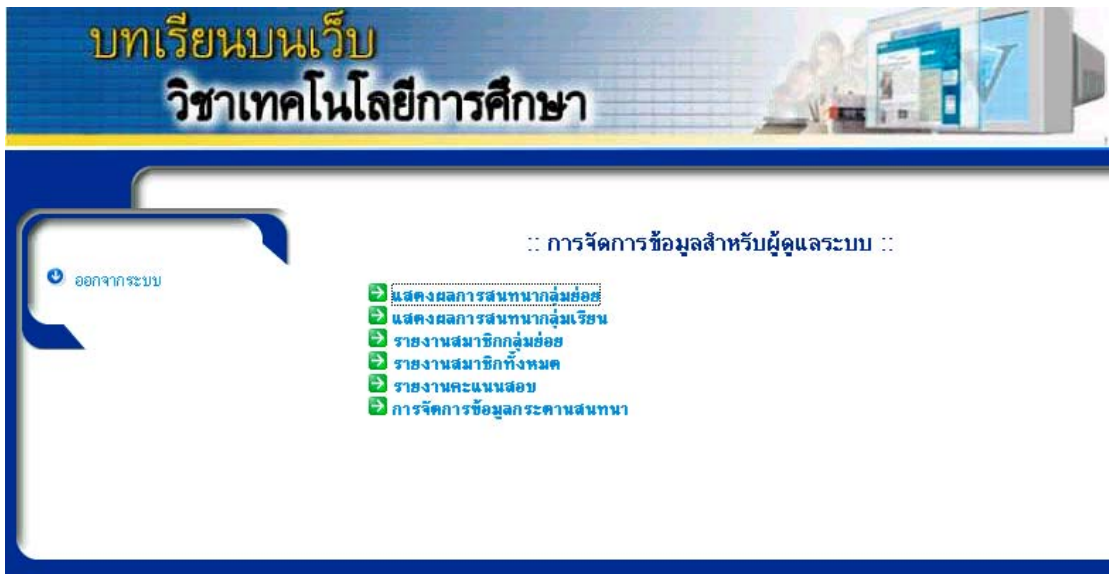 บทเรียนบนเว็บ
วิชาเทคโนโลยีการศึกษา
:: การจัดการข้อมูลสำหรับผู้ดูแลระบบ ::
ออกจากระบบ
แสดงผลการสนทนากลุ่มย่อย
แสดงผลการสนทนากลุ่มเรียน
รายงานสมาชิกกลุ่มย่อย
รายงานสมาชิกทั้งหมด
รายงานคะแนนสอบ
การจัดการข้อมูลกระดานสนทนา